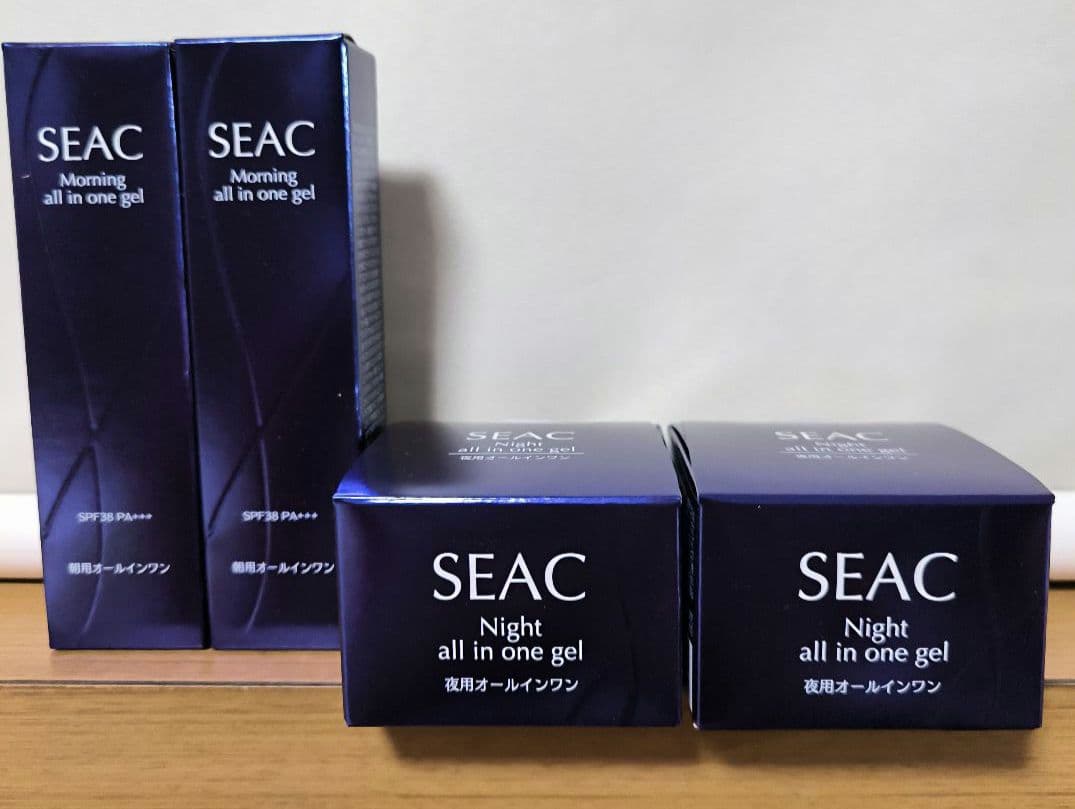 SEAC
Morning
all in one gel
SPF38 PA+++
朝用オールインワン
SEAC
Morning
all in one gel
SPF38 PA+++
朝用オールインワン
SEAC
Night
all in one gel
夜用オールインワン
SEAC
Night
all in one gel
夜用オールインワン
SEAC
Night
all in one gel
夜用オールインワン
SEAC
Night
all in one gel
夜用オールインワン